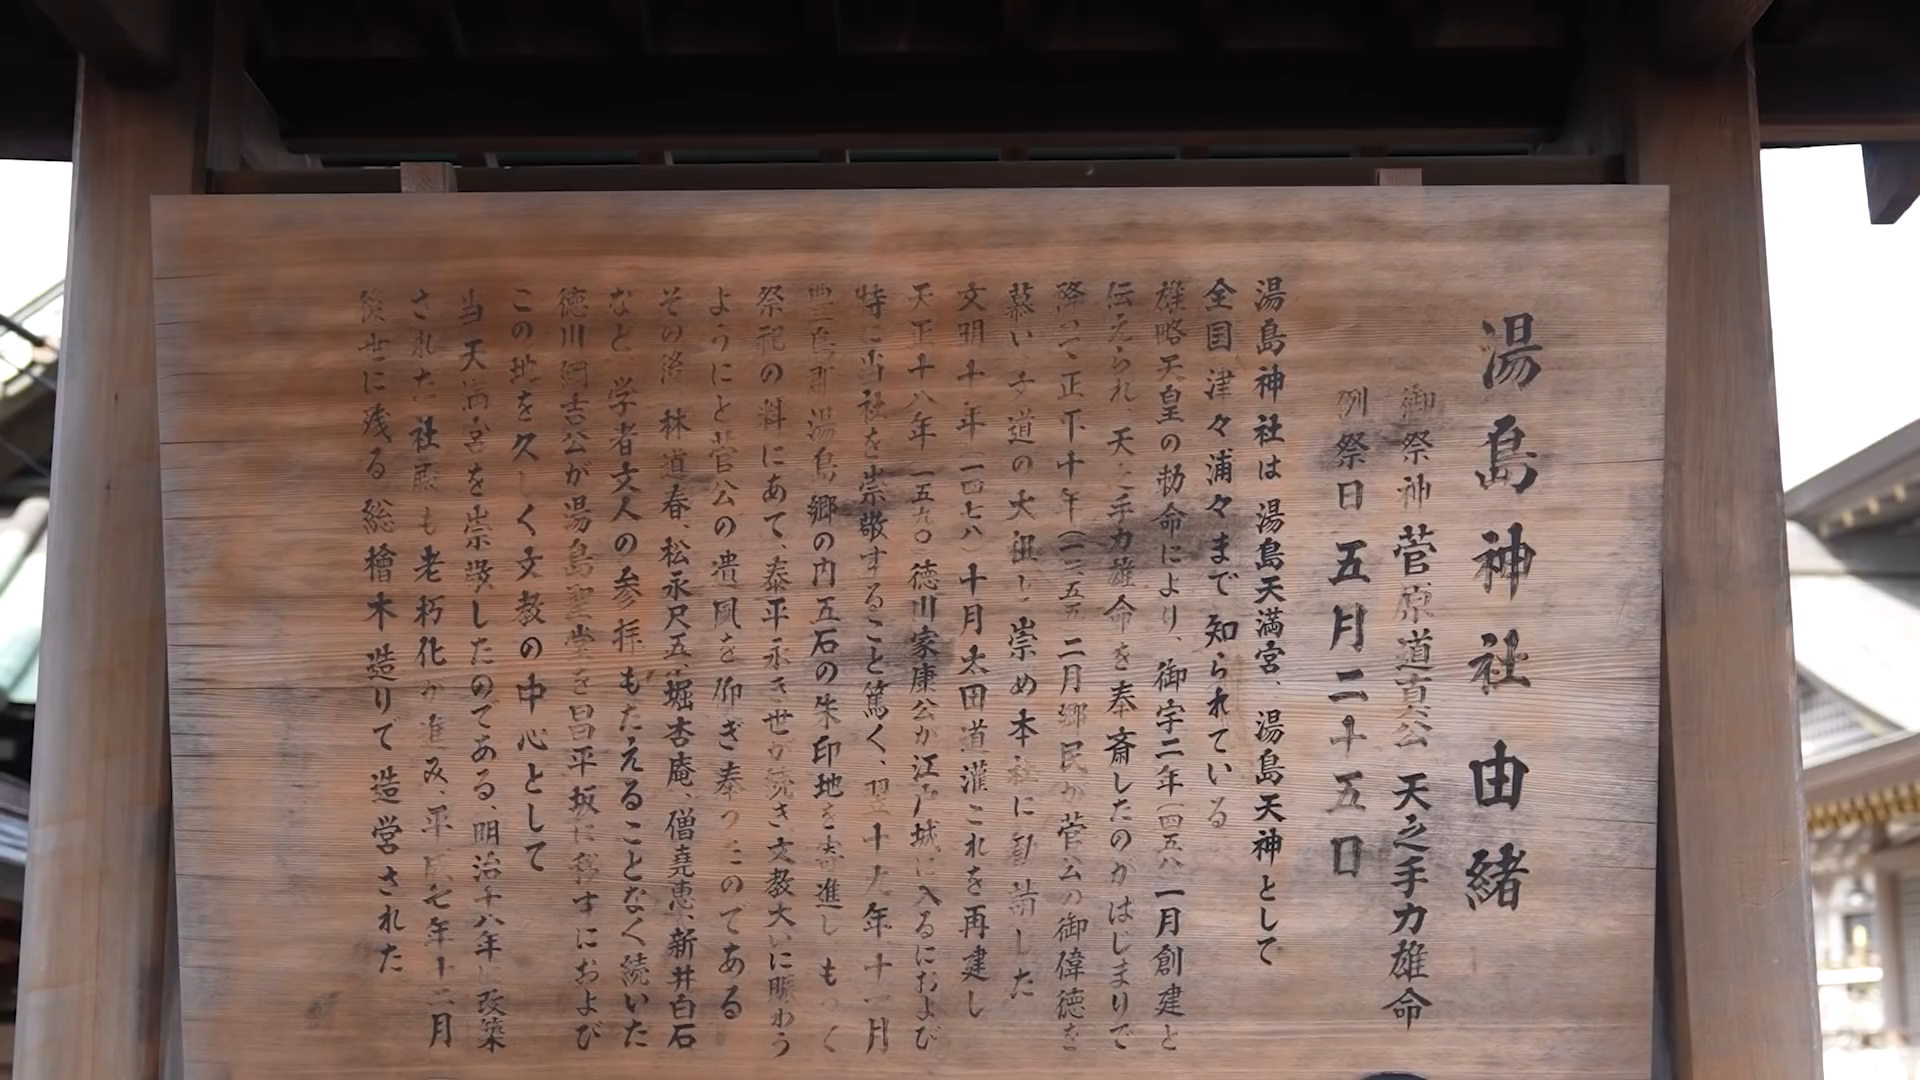 湯島神社由緒
御祭神 菅原道真公 天之手力雄命
例祭日 五月二十五日
湯島神社は湯島天満宮、湯島天神として
全国津々浦々まで知られている
雄略天皇の勅命により、御宇二年(四五八)一月創建と
伝えられ、天之手力雄命を奉斎したのがはじまりで
降って、正平十年(一三五五)二月郷民が菅公の御偉徳を
慕い、文道の大祖と崇め本社に勧請した
文明十年(一四七八)十月太田道灌これを再建し
天正十八年(一五九〇)徳川家康公が江戸城に入るにおよび
特に当社を崇敬すること篤く、翌十九年十一月
豊島郡湯島郷の内五石の朱印地を寄進し、もって
祭祀の料にあて、泰平永き世が続き、文教大いに賑わう
ようにと菅公の遺風を仰ぎ奉ったのである
その後、林道春、松永尺五、堀杏庵、僧堯恵、新井白石
など、学者文人の参拝もたえることなく続いた
徳川綱吉公が湯島聖堂を昌平坂に移すにおよび
この地を久しく文教の中心として
当天満宮を崇敬したのである、明治十八年に改築
された社殿も老朽化が進み、平成七年十二月
後世に残る総檜木造りで造営された